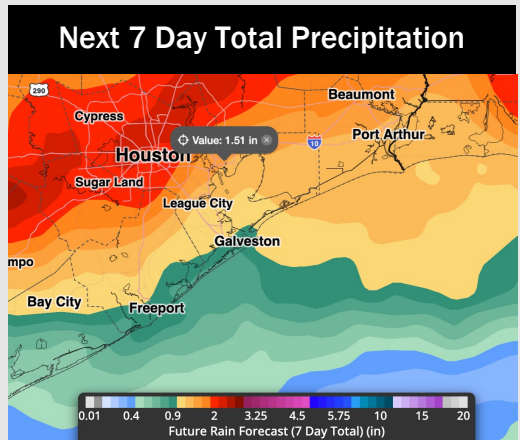 Next 7 Day Total Precipitation
290
Beaumont
Cypress
Port Arthur
Value: 1.51 in
10
Houston
Sugar Land
League City
Galveston
mpo
Bay City
Freeport
0.01 0.4 0.9 2 3.25 4.5 5.75 10 15 20
Future Rain Forecast (7 Day Total) (in)